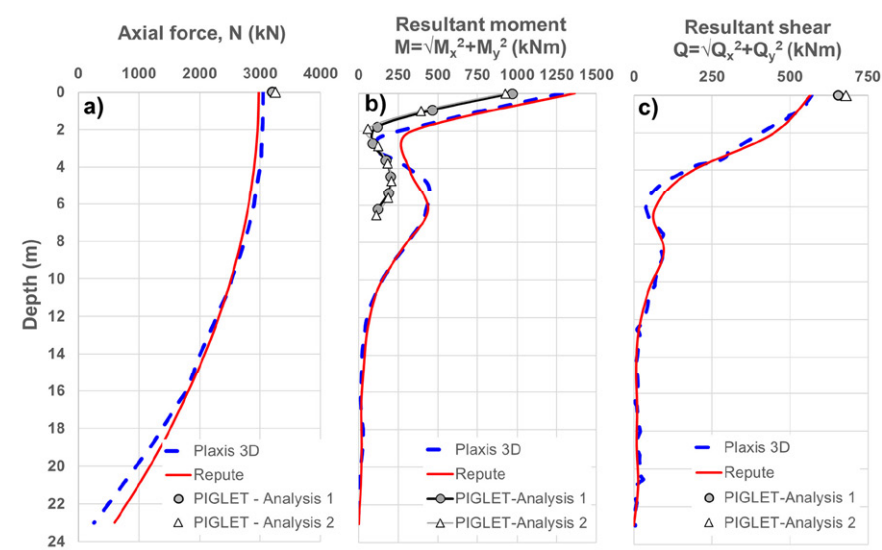 Axial force, N (kN)
0 1000 2000 3000 4000
a)
Depth (m)
0
2
4
6
8
10
12
14
16
18
20
22
24
Plaxis 3D
Repute
PIGLET - Analysis 1
PIGLET - Analysis 2
Resultant moment
M=√Mx²+My² (kNm)
0 250 500 750 1000 1250 1500
b)
Plaxis 3D
Repute
PIGLET-Analysis 1
PIGLET-Analysis 2
Resultant shear
Q=√Qx²+Qy² (kNm)
0 250 500 750
c)
Plaxis 3D
Repute
PIGLET-Analysis 1
PIGLET-Analysis 2